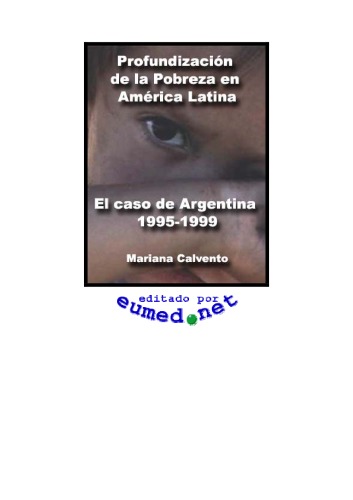 Profundización
de la Pobreza en
América Latina
El caso de Argentina
1995-1999
Mariana Calvento
editado por
eumed.net